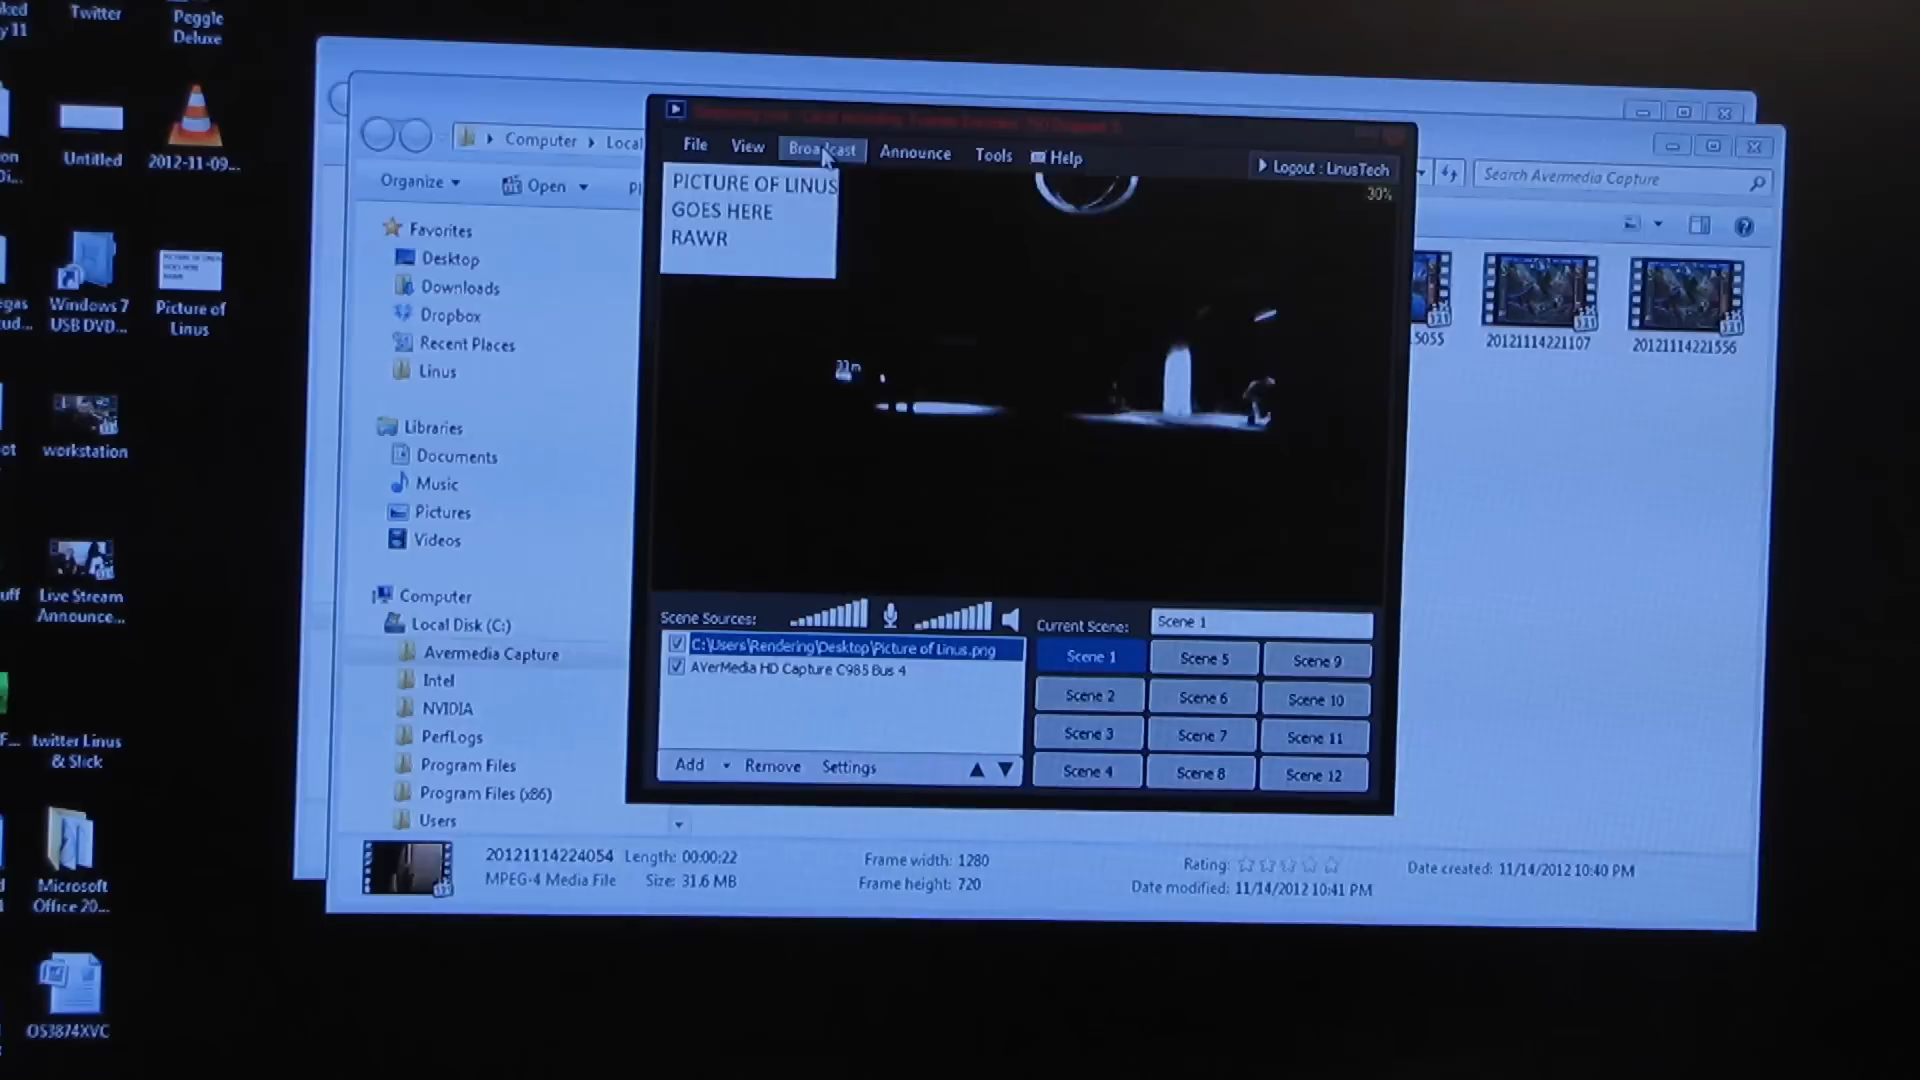 Twitter
Peggle
Deluxe
Untitled
2012-11-09...
Windows 7
USB DVD...
Picture of
Linus
workstation
Live Stream
Announce...
twitter Linus
& Slick
Microsoft
Office 20...
OS3874XVC
Computer
Local
Search Avermedia Capture
Organize
Open
Favorites
Desktop
Downloads
Dropbox
Recent Places
Linus
Libraries
Documents
Music
Pictures
Videos
Computer
Local Disk (C:)
Avermedia Capture
Intel
NVIDIA
PerfLogs
Program Files
Program Files (x86)
Users
File View Broadcast Announce Tools Help
Logout : LinusTech
30%
PICTURE OF LINUS
GOES HERE
RAWR
Scene Sources:
C:\Users\Rendering\Desktop\Picture of Linus.png
AVerMedia HD Capture C985 Bus 4
Add Remove Settings
Current Scene:
Scene 1
Scene 1 Scene 5 Scene 9
Scene 2 Scene 6 Scene 10
Scene 3 Scene 7 Scene 11
Scene 4 Scene 8 Scene 12
5055
20121114221107
20121114221556
20121114224054 Length: 00:00:22 Frame width: 1280 Rating: Date created: 11/14/2012 10:40 PM
MPEG-4 Media File Size: 31.6 MB Frame height: 720 Date modified: 11/14/2012 10:41 PM